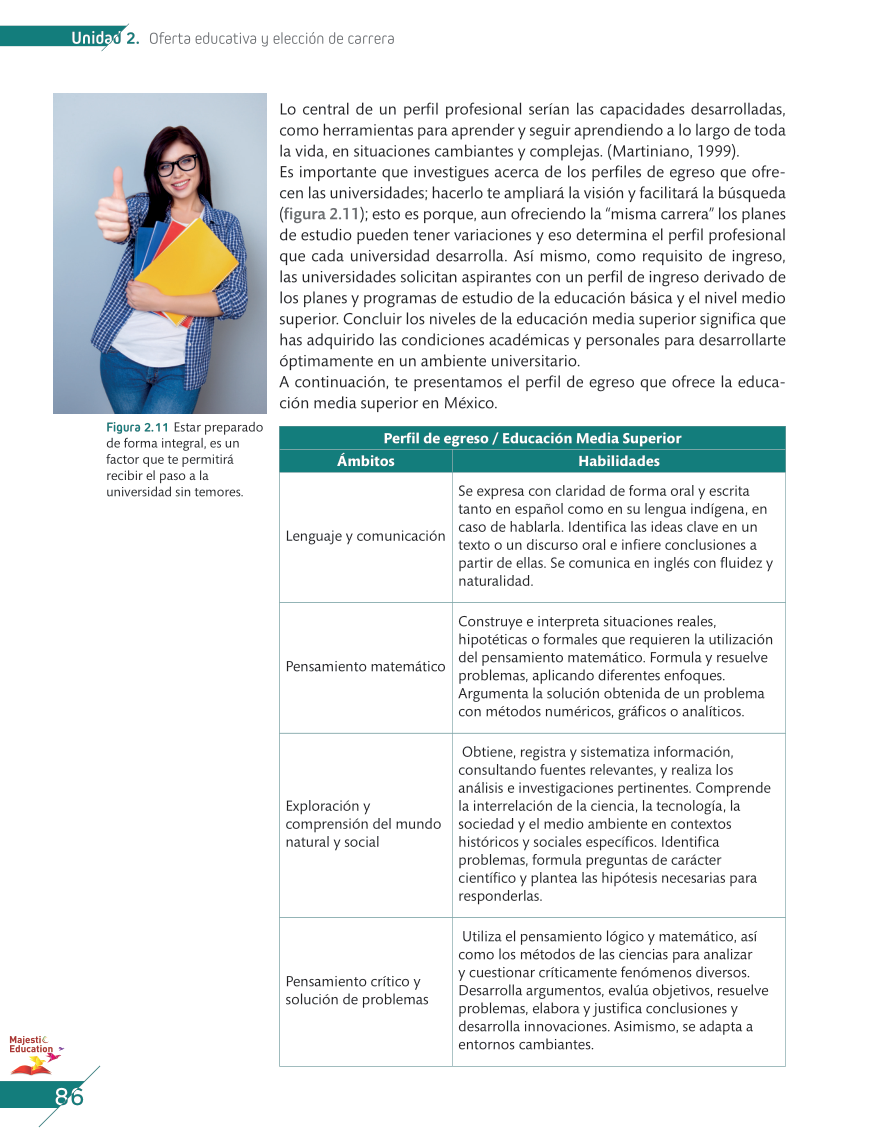 Unidad 2. Oferta educativa y elección de carrera
Lo central de un perfil profesional serían las capacidades desarrolladas,
como herramientas para aprender y seguir aprendiendo a lo largo de toda
la vida, en situaciones cambiantes y complejas. (Martiniano, 1999).
Es importante que investigues acerca de los perfiles de egreso que ofre-
cen las universidades; hacerlo te ampliará la visión y facilitará la búsqueda
(figura 2.11); esto es porque, aun ofreciendo la “misma carrera” los planes
de estudio pueden tener variaciones y eso determina el perfil profesional
que cada universidad desarrolla. Así mismo, como requisito de ingreso,
las universidades solicitan aspirantes con un perfil de ingreso derivado de
los planes y programas de estudio de la educación básica y el nivel medio
superior. Concluir los niveles de la educación media superior significa que
has adquirido las condiciones académicas y personales para desarrollarte
óptimamente en un ambiente universitario.
A continuación, te presentamos el perfil de egreso que ofrece la educa-
ción media superior en México.
Figura 2.11 Estar preparado
de forma integral, es un
factor que te permitirá
recibir el paso a la
universidad sin temores.
Perfil de egreso / Educación Media Superior
Ámbitos
Habilidades
Lenguaje y comunicación
Se expresa con claridad de forma oral y escrita
tanto en español como en su lengua indígena, en
caso de hablarla. Identifica las ideas clave en un
texto o un discurso oral e infiere conclusiones a
partir de ellas. Se comunica en inglés con fluidez y
naturalidad.
Pensamiento matemático
Construye e interpreta situaciones reales,
hipotéticas o formales que requieren la utilización
del pensamiento matemático. Formula y resuelve
problemas, aplicando diferentes enfoques.
Argumenta la solución obtenida de un problema
con métodos numéricos, gráficos o analíticos.
Exploración y
comprensión del mundo
natural y social
Obtiene, registra y sistematiza información,
consultando fuentes relevantes, y realiza los
análisis e investigaciones pertinentes. Comprende
la interrelación de la ciencia, la tecnología, la
sociedad y el medio ambiente en contextos
históricos y sociales específicos. Identifica
problemas, formula preguntas de carácter
científico y plantea las hipótesis necesarias para
responderlas.
Pensamiento crítico y
solución de problemas
Utiliza el pensamiento lógico y matemático, así
como los métodos de las ciencias para analizar
y cuestionar críticamente fenómenos diversos.
Desarrolla argumentos, evalúa objetivos, resuelve
problemas, elabora y justifica conclusiones y
desarrolla innovaciones. Asimismo, se adapta a
entornos cambiantes.
Majestic
Education
86